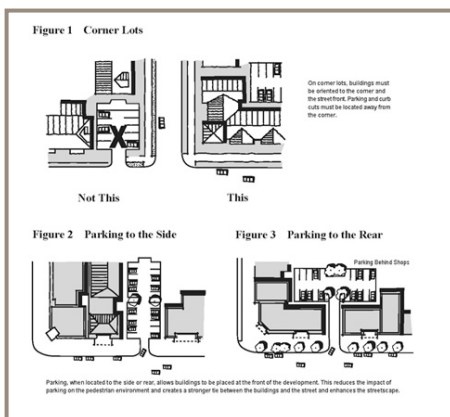 Figure 1 Corner Lots
On corner lots, buildings must
be oriented to the corner and
the street front. Parking and curb
cuts must be located away from
the corner.
X
Not This
This
Figure 2 Parking to the Side
Figure 3 Parking to the Rear
Parking Behind Shops
Parking, when located to the side or rear, allows buildings to be placed at the front of the development. This reduces the impact of
parking on the pedestrian environment and creates a stronger tie between the buildings and the street and enhances the streetscape.